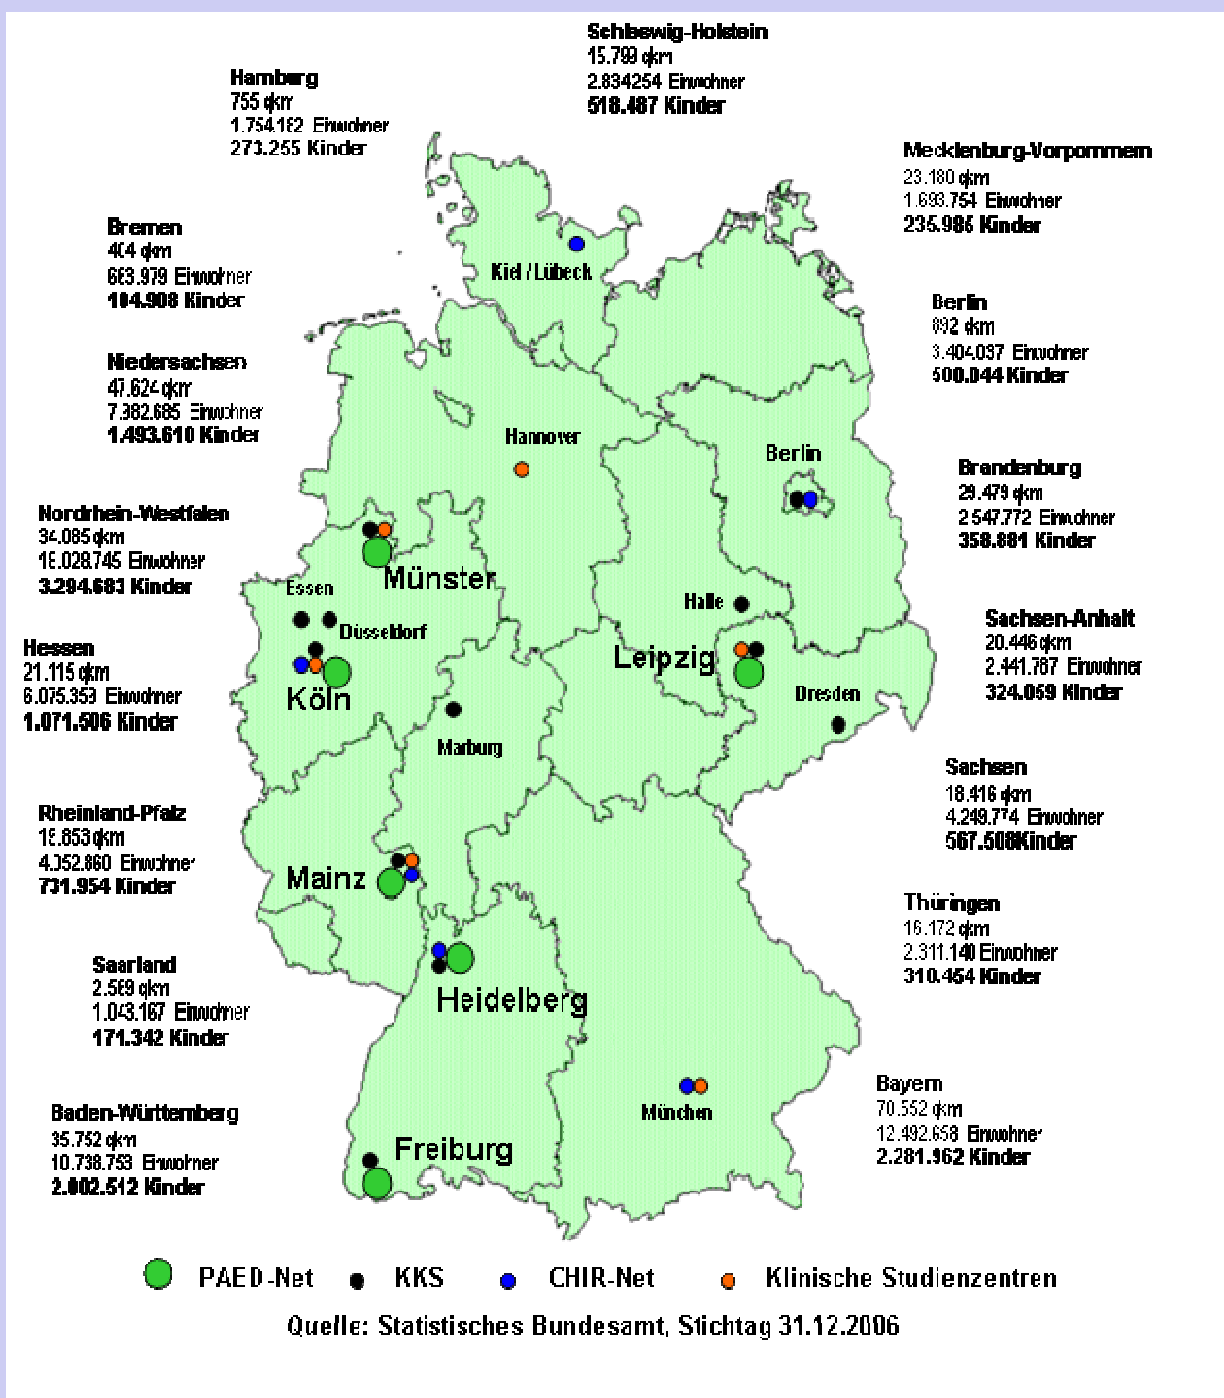 Schleswig-Holstein
15.799 qkm
2.834254 Einwohner
518.487 Kinder
Hamburg
755 qkm
1.754.182 Einwohner
273.255 Kinder
Mecklenburg-Vorpommern
23.180 qkm
1.693.754 Einwohner
235.985 Kinder
Bremen
404 qkm
663.979 Einwohner
104.908 Kinder
Kiel / Lübeck
Berlin
892 qkm
3.404.037 Einwohner
500.044 Kinder
Niedersachsen
47.624 qkm
7.982.685 Einwohner
1.493.610 Kinder
Hannover
Berlin
Brandenburg
29.479 qkm
2.547.772 Einwohner
358.881 Kinder
Nordrhein-Westfalen
34.085 qkm
18.028.745 Einwohner
3.294.683 Kinder
Münster
Essen
Düsseldorf
Köln
Halle
Leipzig
Dresden
Sachsen-Anhalt
20.446 qkm
2.441.787 Einwohner
324.059 Kinder
Hessen
21.115 qkm
6.075.359 Einwohner
1.071.506 Kinder
Marburg
Sachsen
18.416 qkm
4.249.774 Einwohner
567.508Kinder
Rheinland-Pfalz
19.853 qkm
4.052.860 Einwohner
731.954 Kinder
Mainz
Thüringen
16.172 qkm
2.311.140 Einwohner
310.454 Kinder
Saarland
2.569 qkm
1.043.167 Einwohner
171.342 Kinder
Heidelberg
Bayern
70.552 qkm
12.492.658 Einwohner
2.281.962 Kinder
München
Baden-Württemberg
35.752 qkm
10.738.753 Einwohner
2.002.512 Kinder
Freiburg
PAED-Net KKS CHIR-Net Klinische Studienzentren
Quelle: Statistisches Bundesamt, Stichtag 31.12.2006